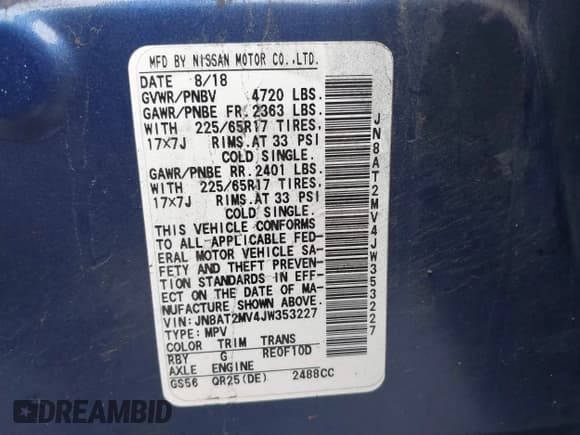 MFD BY NISSAN MOTOR CO.,LTD.
DATE 8/18
GVWR/PNBV 4720 LBS.
GAWR/PNBE FR.2363 LBS.
WITH 225/65R17 TIRES,
17×7J RIMS.AT 33 PSI
COLD SINGLE.
GAWR/PNBE RR.2401 LBS.
WITH 225/65R17 TIRES,
17×7J RIMS.AT 33 PSI
COLD SINGLE.
THIS VEHICLE CONFORMS
TO ALL APPLICABLE FED-
ERAL MOTOR VEHICLE SA-
FETY AND THEFT PREVEN-
TION STANDARDS IN EFF-
ECT ON THE DATE OF MA-
NUFACTURE SHOWN ABOVE.
VIN:JN8AT2MV4JW353227
TYPE:MPV
COLOR TRIM TRANS
RBY G RE0F10D
AXLE ENGINE
GS56 QR25(DE) 2488CC
JN8AT2MV4JW353227
DREAMBID